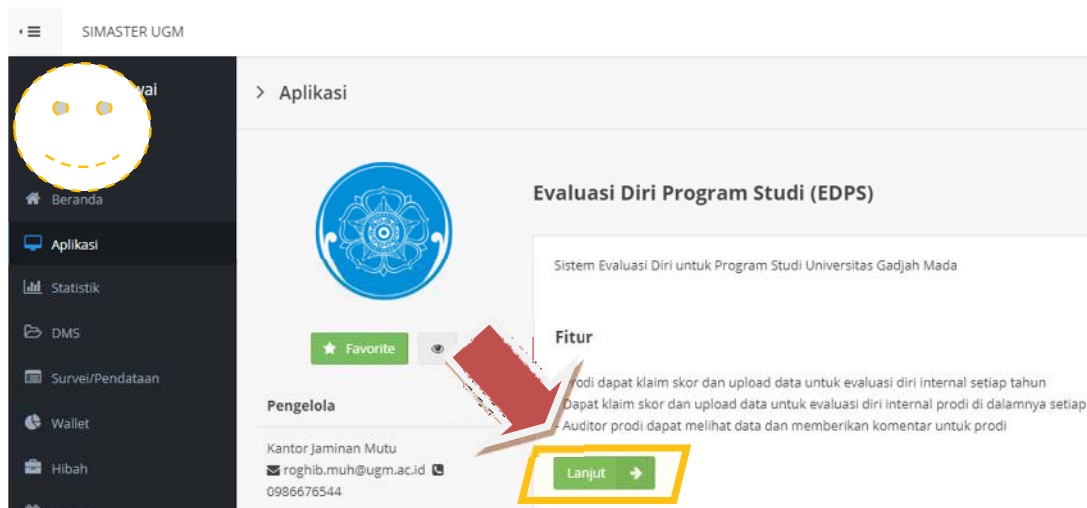 SIMASTER UGM
> Aplikasi
Beranda
Aplikasi
Statistik
DMS
Survei/Pendataan
Wallet
Hibah
Favorite
Pengelola
Kantor Jaminan Mutu
roghib.muh@ugm.ac.id
0986676544
Evaluasi Diri Program Studi (EDPS)
Sistem Evaluasi Diri untuk Program Studi Universitas Gadjah Mada
Fitur
dapat klaim skor dan upload data untuk evaluasi diri internal setiap tahun
Dapat klaim skor dan upload data untuk evaluasi diri internal prodi di dalamnya setiap
- Auditor prodi dapat melihat data dan memberikan komentar untuk prodi
Lanjut